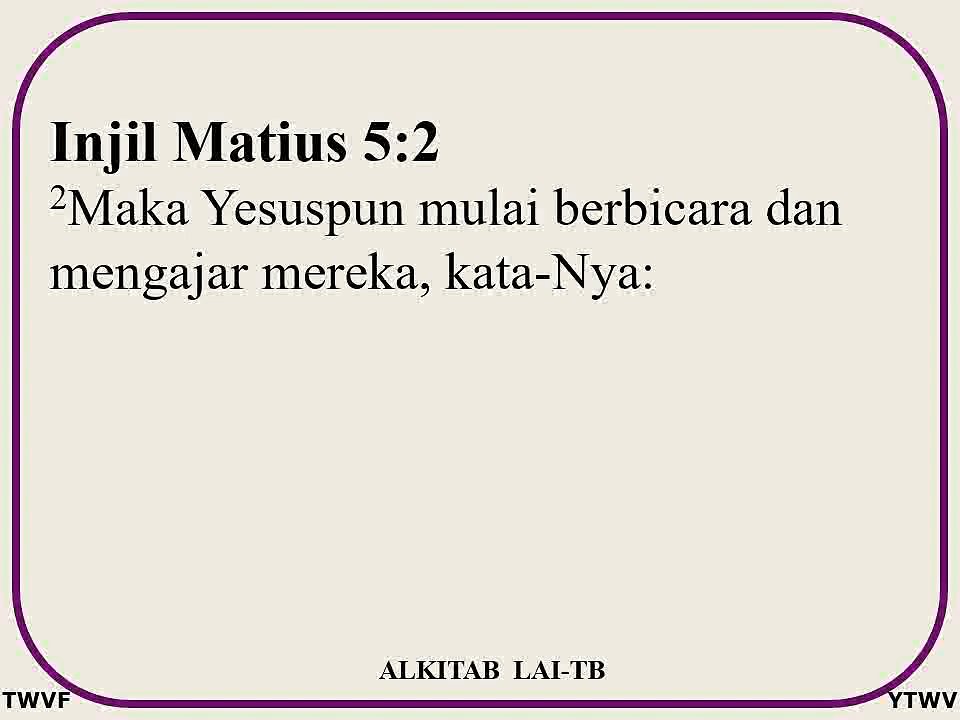 Injil Matius 5:2
²Maka Yesuspun mulai berbicara dan
mengajar mereka, kata-Nya:
ALKITAB LAI-TB
TWVF
YTWV